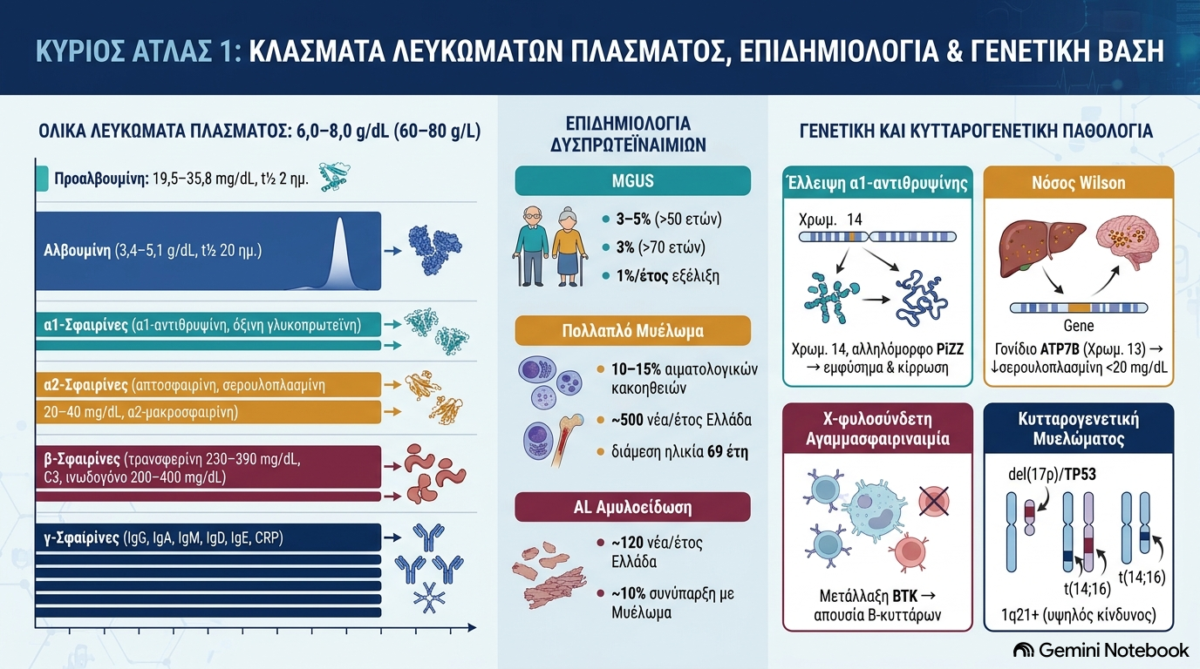 ΚΥΡΙΟΣ ΑΤΛΑΣ 1: ΚΛΑΣΜΑΤΑ ΛΕΥΚΩΜΑΤΩΝ ΠΛΑΣΜΑΤΟΣ, ΕΠΙΔΗΜΙΟΛΟΓΙΑ & ΓΕΝΕΤΙΚΗ ΒΑΣΗ
ΟΛΙΚΑ ΛΕΥΚΩΜΑΤΑ ΠΛΑΣΜΑΤΟΣ: 6,0–8,0 g/dL (60–80 g/L)
Προαλβουμίνη: 19,5–35,8 mg/dL, t½ 2 ημ.
Αλβουμίνη (3,4–5,1 g/dL, t½ 20 ημ.)
α1-Σφαιρίνες (α1-αντιθρυψίνη, όξινη γλυκοπρωτεΐνη)
α2-Σφαιρίνες (απτοσφαιρίνη, σερουλοπλασμίνη
20–40 mg/dL, α2-μακροσφαιρίνη)
β-Σφαιρίνες (τρανσφερίνη 230–390 mg/dL,
C3, ινωδογόνο 200–400 mg/dL)
γ-Σφαίρίνες (IgG, IgA, IgM, IgD, IgE, CRP)
ΕΠΙΔΗΜΙΟΛΟΓΙΑ
ΔΥΣΠΡΩΤΕΪΝΑΙΜΙΩΝ
MGUS
• 3–5% (>50 ετών)
• 3% (>70 ετών)
• 1%/έτος εξέλιξη
Πολλαπλό Μυέλωμα
• 10–15% αιματολογικών
κακοηθειών
• ~500 νέα/έτος Ελλάδα
• διάμεση ηλικία 69 έτη
AL Αμυλοείδωση
• ~120 νέα/έτος
Ελλάδα
• ~10% συνύπαρξη με
Μυέλωμα
ΓΕΝΕΤΙΚΗ ΚΑΙ ΚΥΤΤΑΡΟΓΕΝΕΤΙΚΗ ΠΑΘΟΛΟΓΙΑ
Έλλειψη α1-αντιθρυψίνης
Χρωμ. 14
Χρωμ. 14, αλληλόμορφο PiZZ
→ εμφύσημα & κίρρωση
Νόσος Wilson
Gene
Γονίδιο ATP7B (Χρωμ. 13) →
↓σερουλοπλασμίνη <20 mg/dL
Χ-φυλοσύνδετη
Αγαμμασφαιριναιμία
Μετάλλαξη BTK →
απουσία Β-κυττάρων
Κυτταρογενετική
Μυελώματος
del(17p)/TP53
t(14;16)
t(14;16)
1q21+ (υψηλός κίνδυνος)
Gemini Notebook